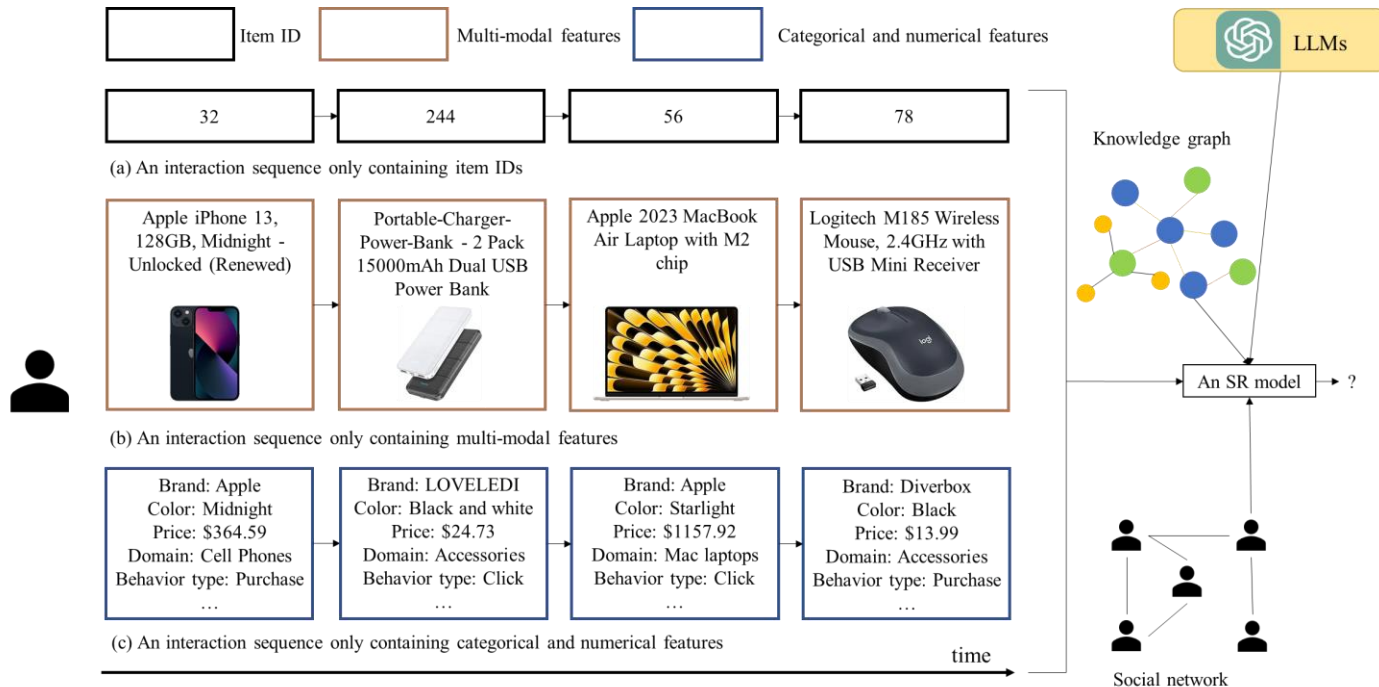 Item ID
Multi-modal features
Categorical and numerical features
LLMs
32
244
56
78
(a) An interaction sequence only containing item IDs
Knowledge graph
Apple iPhone 13,
128GB, Midnight -
Unlocked (Renewed)
Portable-Charger-
Power-Bank - 2 Pack
15000mAh Dual USB
Power Bank
Apple 2023 MacBook
Air Laptop with M2
chip
Logitech M185 Wireless
Mouse, 2.4GHz with
USB Mini Receiver
logi
An SR model
?
(b) An interaction sequence only containing multi-modal features
Brand: Apple
Color: Midnight
Price: $364.59
Domain: Cell Phones
Behavior type: Purchase
…
Brand: LOVELEDI
Color: Black and white
Price: $24.73
Domain: Accessories
Behavior type: Click
…
Brand: Apple
Color: Starlight
Price: $1157.92
Domain: Mac laptops
Behavior type: Click
…
Brand: Diverbox
Color: Black
Price: $13.99
Domain: Accessories
Behavior type: Purchase
…
(c) An interaction sequence only containing categorical and numerical features
time
Social network